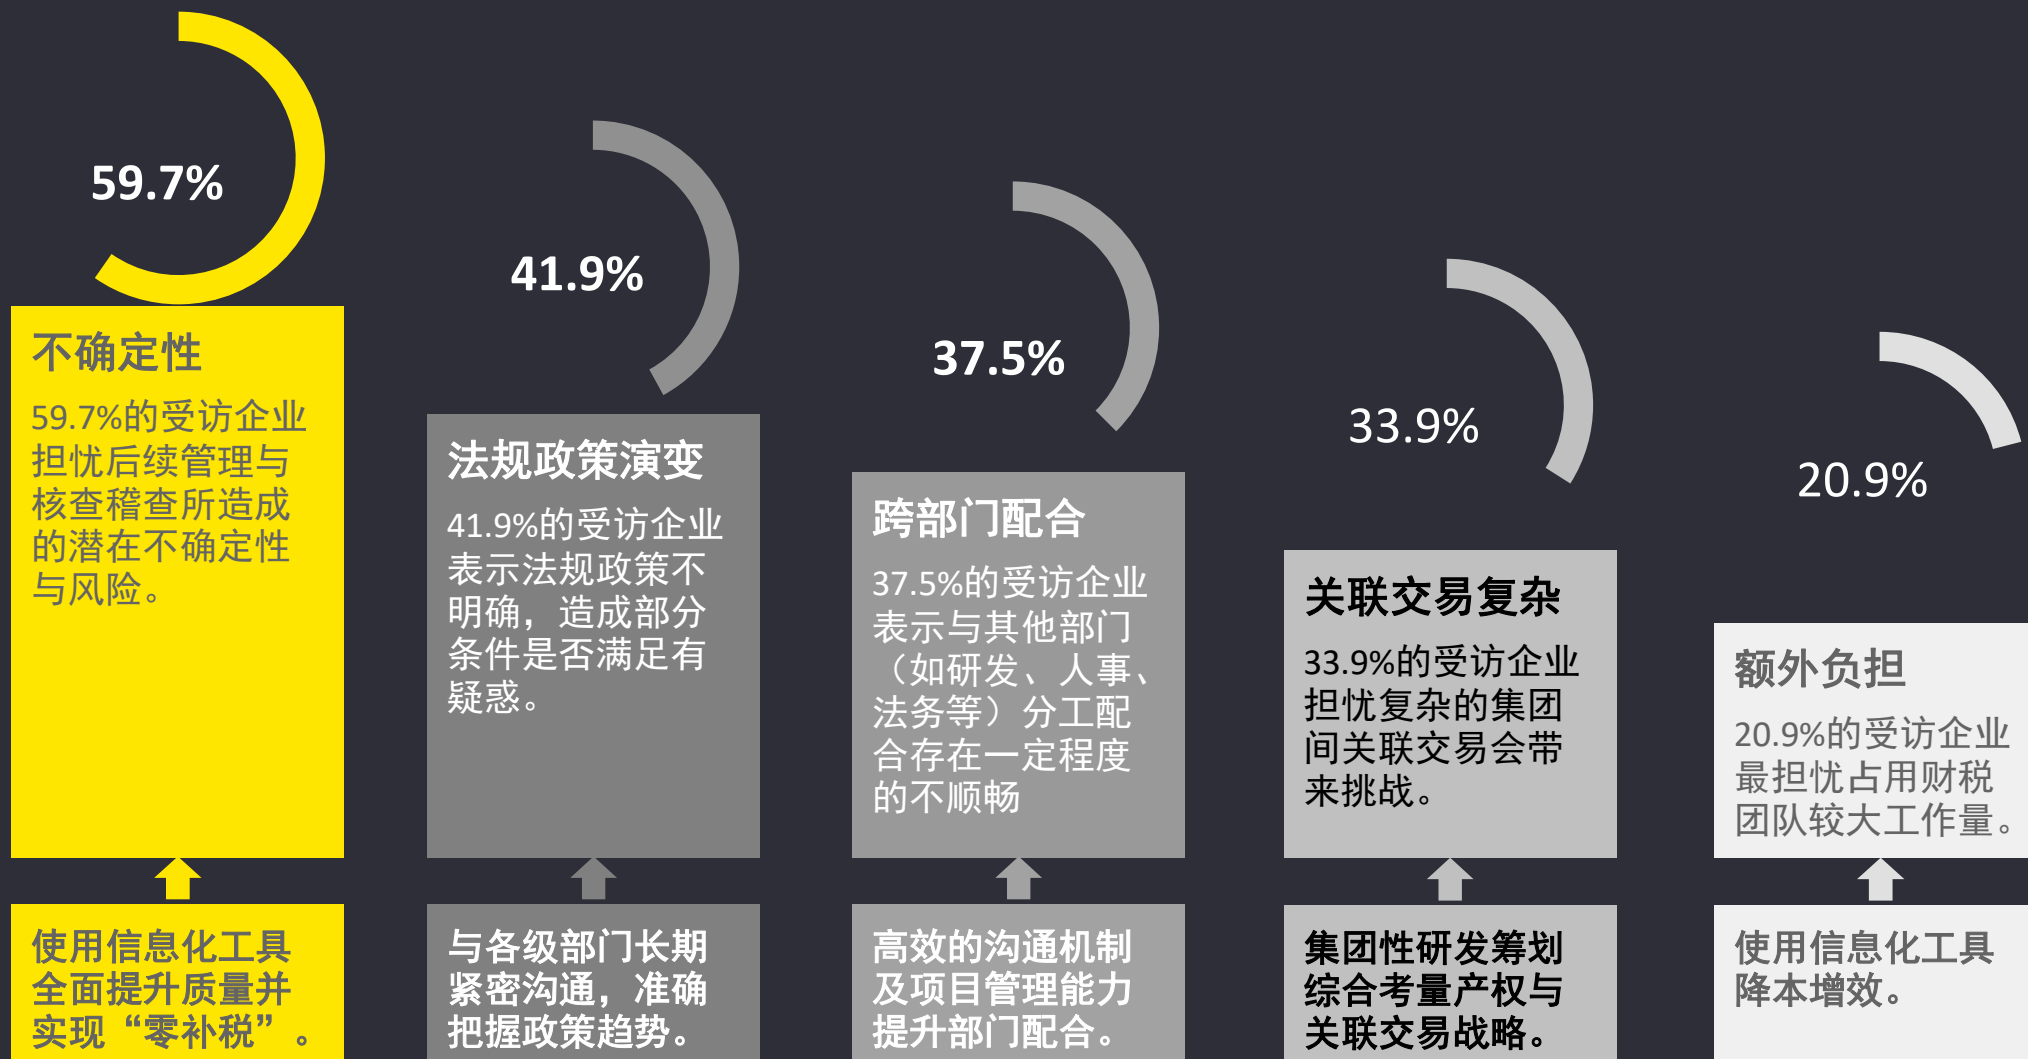 59.7%
不确定性
59.7%的受访企业
担忧后续管理与
核查稽查所造成
的潜在不确定性
与风险。
使用信息化工具
全面提升质量并
实现“零补税”。
41.9%
法规政策演变
41.9%的受访企业
表示法规政策不
明确，造成部分
条件是否满足有
疑惑。
与各级部门长期
紧密沟通，准确
把握政策趋势。
37.5%
跨部门配合
37.5%的受访企业
表示与其他部门
（如研发、人事、
法务等）分工配
合存在一定程度
的不顺畅
高效的沟通机制
及项目管理能力
提升部门配合。
33.9%
关联交易复杂
33.9%的受访企业
担忧复杂的集团
间关联交易会带
来挑战。
集团性研发筹划
综合考量产权与
关联交易战略。
20.9%
额外负担
20.9%的受访企业
最担忧占用财税
团队较大工作量。
使用信息化工具
降本增效。